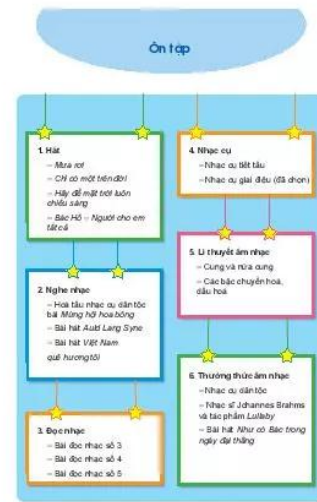 Ôn tập
1. Hát
– Mưa rơi
– Chỉ có một trên đời
– Hãy để mặt trời luôn
chiếu sáng
– Bác Hồ – Người cho em
tất cả
2. Nghe nhạc
– Hoà tấu nhạc cụ dân tộc
bài Mừng hội hoa bông
– Bài hát Auld Lang Syne
– Bài hát Việt Nam
quê hương tôi
3. Đọc nhạc
– Bài đọc nhạc số 3
– Bài đọc nhạc số 4
– Bài đọc nhạc số 5
4. Nhạc cụ
– Nhạc cụ tiết tấu
– Nhạc cụ giai điệu (đã chọn)
5. Lí thuyết âm nhạc
– Cung và nửa cung
– Các bậc chuyển hoá,
dấu hoá
6. Thường thức âm nhạc
– Nhạc cụ dân tộc
– Nhạc sĩ Johannes Brahms
và tác phẩm Lullaby
– Bài hát Như có Bác trong
ngày đại thắng